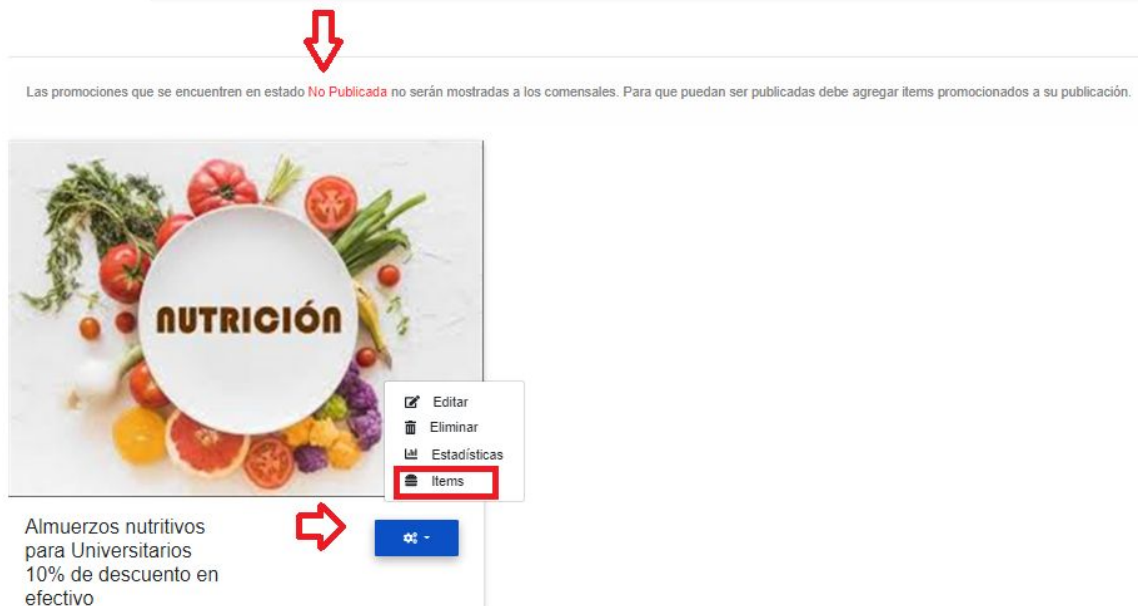 Las promociones que se encuentren en estado No Publicada no serán mostradas a los comensales. Para que puedan ser publicadas debe agregar items promocionados a su publicación.
NUTRICIÓN
Editar
Eliminar
Estadísticas
Items
Almuerzos nutritivos
para Universitarios
10% de descuento en
efectivo